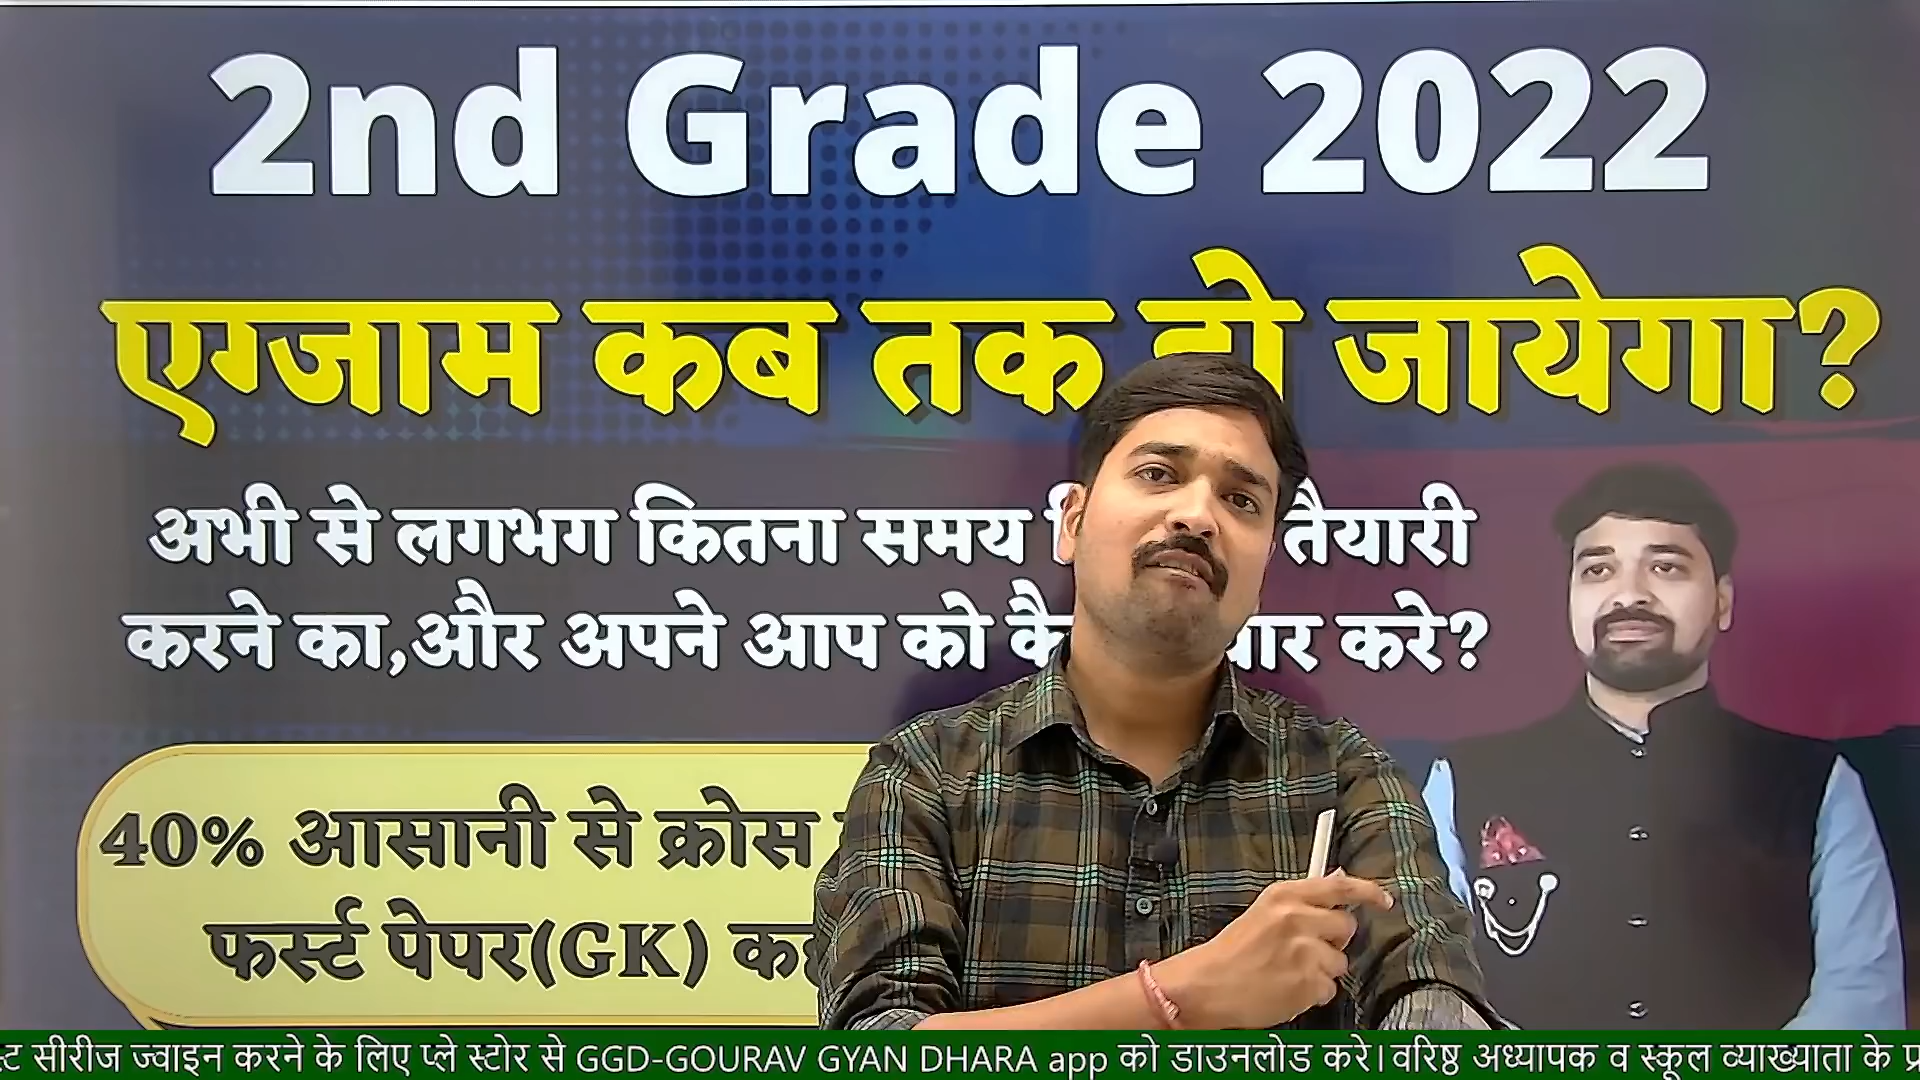 2nd Grade 2022
एग्जाम कब तक हो जायेगा?
अभी से लगभग कितना समय तैयारी
करने का,और अपने आप को करे?
40% आसानी से क्रोस
फर्स्ट पेपर(GK)
सीरीज ज्वाइन करने के लिए प्ले स्टोर से GGD-GOURAV GYAN DHARA app को डाउनलोड करे।वरिष्ठ अध्यापक व स्कूल व्याख्याता के